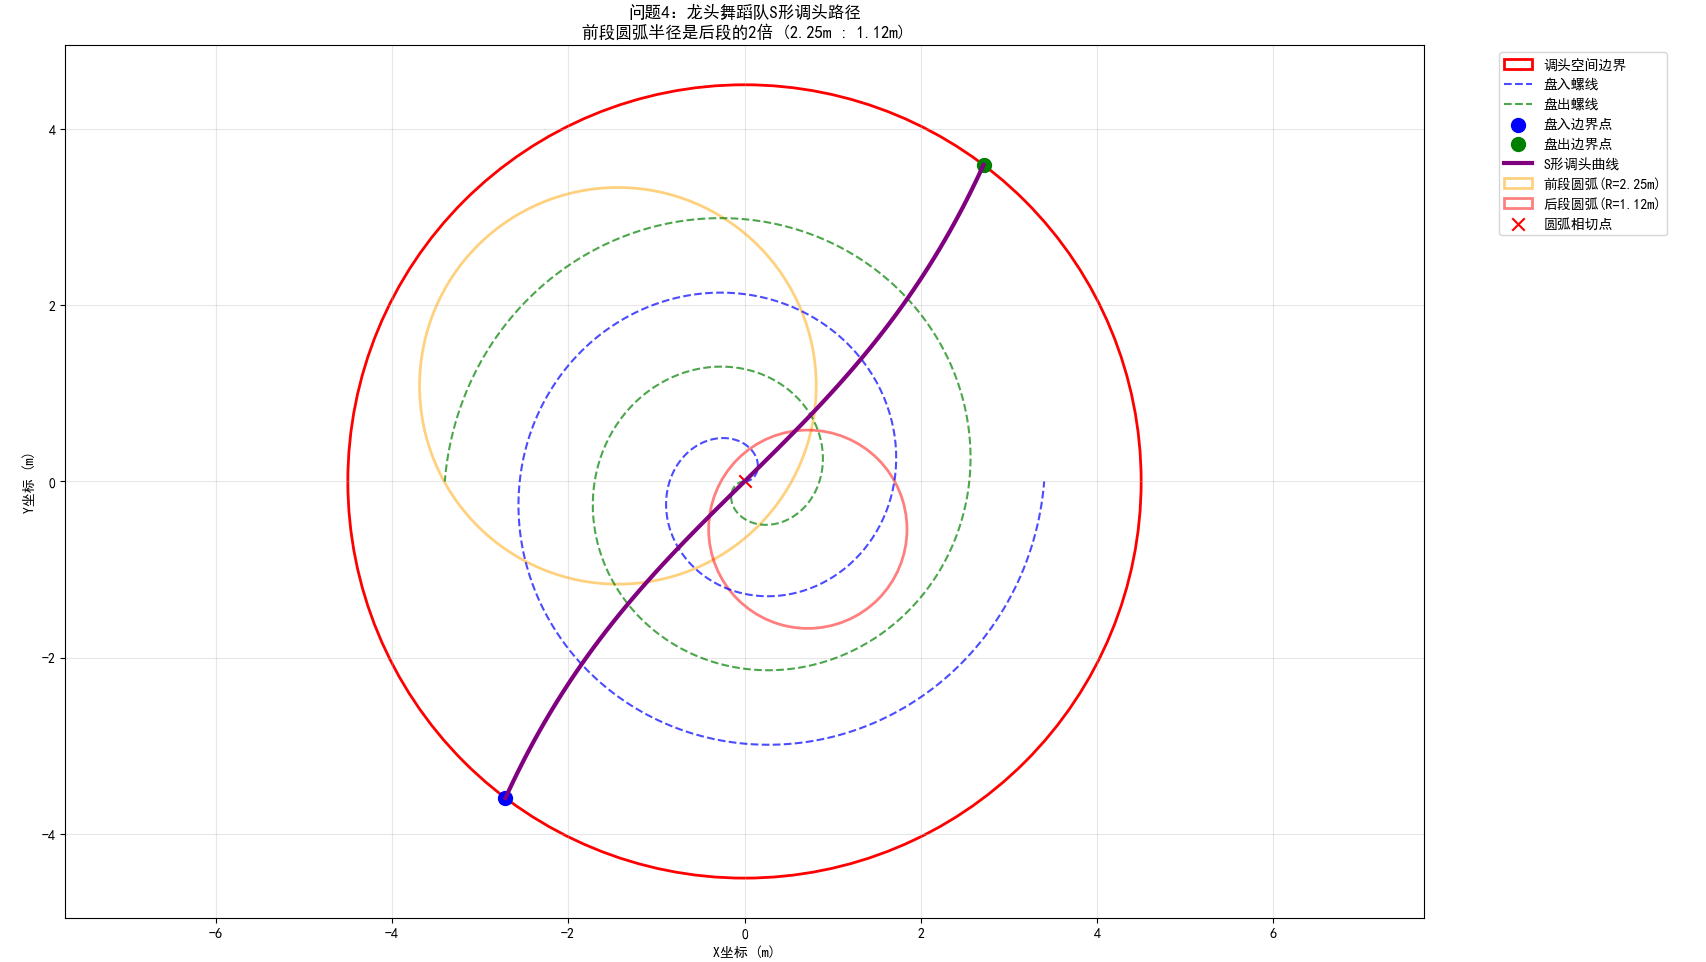 问题4：龙头舞蹈队S形调头路径
前段圆弧半径是后段的2倍 (2.25m : 1.12m)
调头空间边界
盘入螺线
盘出螺线
盘入边界点
盘出边界点
S形调头曲线
前段圆弧(R=2.25m)
后段圆弧(R=1.12m)
圆弧相切点
Y坐标 (m)
4
2
0
−2
−4
−6
−4
−2
0
2
4
6
X坐标 (m)